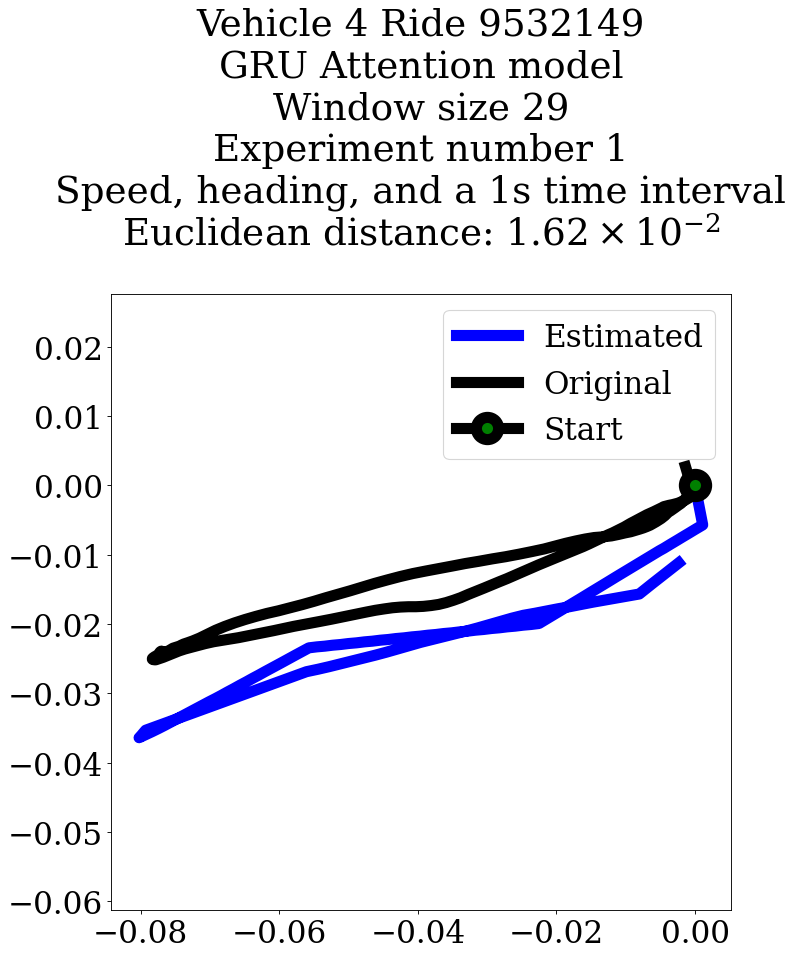 Vehicle 4 Ride 9532149
GRU Attention model
Window size 29
Experiment number 1
Speed, heading, and a 1s time interval
Euclidean distance: 1.62 × 10⁻²
Estimated
Original
Start
0.02
0.01
0.00
−0.01
−0.02
−0.03
−0.04
−0.05
−0.06
−0.08 −0.06 −0.04 −0.02 0.00